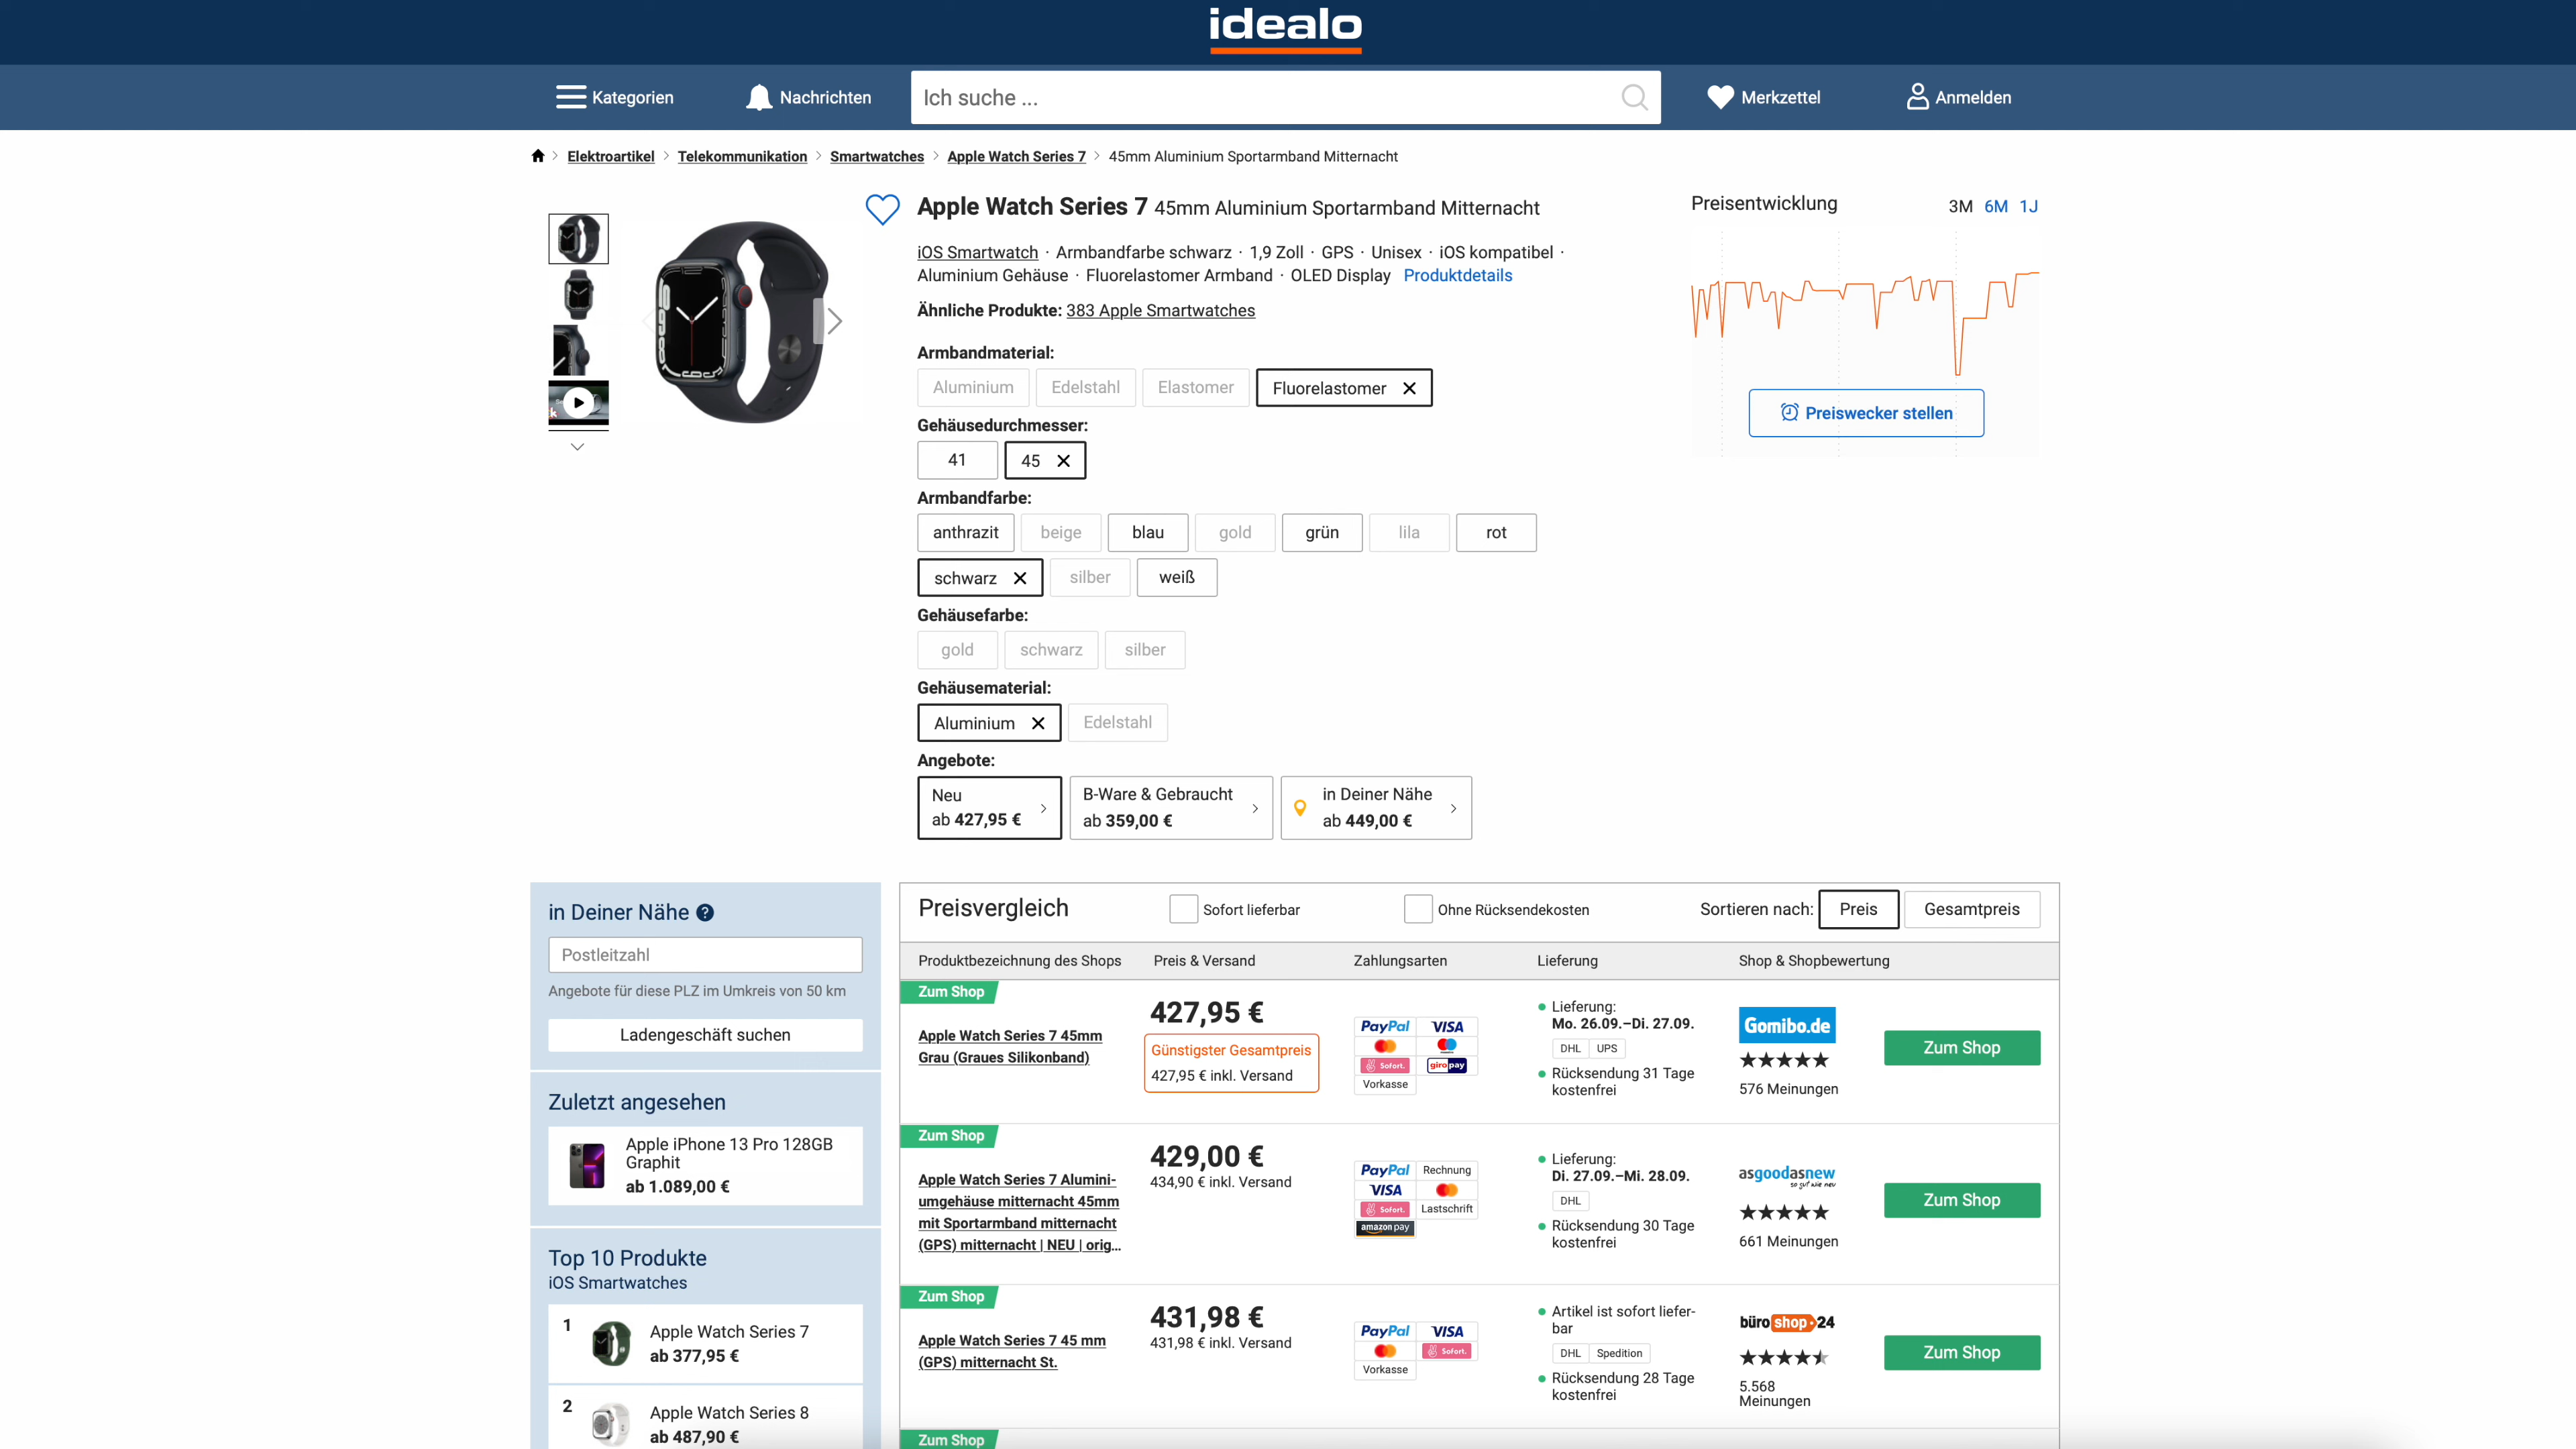 idealo
Kategorien
Nachrichten
Ich suche ...
Merkzettel
Anmelden
Elektroartikel > Telekommunikation > Smartwatches > Apple Watch Series 7 > 45mm Aluminium Sportarmband Mitternacht
Apple Watch Series 7 45mm Aluminium Sportarmband Mitternacht
iOS Smartwatch · Armbandfarbe schwarz · 1,9 Zoll · GPS · Unisex · iOS kompatibel ·
Aluminium Gehäuse · Fluorelastomer Armband · OLED Display Produktdetails
Ähnliche Produkte: 383 Apple Smartwatches
Armbandmaterial:
Aluminium Edelstahl Elastomer Fluorelastomer
Gehäusedurchmesser:
41 45
Armbandfarbe:
anthrazit beige blau gold grün lila rot
schwarz silber weiß
Gehäusefarbe:
gold schwarz silber
Gehäusematerial:
Aluminium Edelstahl
Angebote:
Neu
ab 427,95 €
B-Ware & Gebraucht
ab 359,00 €
in Deiner Nähe
ab 449,00 €
Preisentwicklung
3M 6M 1J
Preiswecker stellen
in Deiner Nähe ?
Postleitzahl
Angebote für diese PLZ im Umkreis von 50 km
Ladengeschäft suchen
Zuletzt angesehen
Apple iPhone 13 Pro 128GB
Graphit
ab 1.089,00 €
Top 10 Produkte
iOS Smartwatches
1
Apple Watch Series 7
ab 377,95 €
2
Apple Watch Series 8
ab 487,90 €
Preisvergleich
Sofort lieferbar
Ohne Rücksendekosten
Sortieren nach: Preis Gesamtpreis
Produktbezeichnung des Shops Preis & Versand Zahlungsarten Lieferung Shop & Shopbewertung
Zum Shop
Apple Watch Series 7 45mm
Grau (Graues Silikonband)
427,95 €
Günstigster Gesamtpreis
427,95 € inkl. Versand
PayPal VISA
Sofort. giropay
Vorkasse
Lieferung:
Mo. 26.09.–Di. 27.09.
DHL UPS
Rücksendung 31 Tage
kostenfrei
Gomibo.de
576 Meinungen
Zum Shop
Zum Shop
Apple Watch Series 7 Alumini-
umgehäuse mitternacht 45mm
mit Sportarmband mitternacht
(GPS) mitternacht | NEU | orig...
429,00 €
434,90 € inkl. Versand
PayPal Rechnung
VISA
Sofort. Lastschrift
amazon pay
Lieferung:
Di. 27.09.–Mi. 28.09.
DHL
Rücksendung 30 Tage
kostenfrei
asgoodasnew
so gut wie neu
661 Meinungen
Zum Shop
Zum Shop
Apple Watch Series 7 45 mm
(GPS) mitternacht St.
431,98 €
431,98 € inkl. Versand
PayPal VISA
Sofort.
Vorkasse
Artikel ist sofort liefer-
bar
DHL Spedition
Rücksendung 28 Tage
kostenfrei
büro shop 24
5.568
Meinungen
Zum Shop
Zum Shop